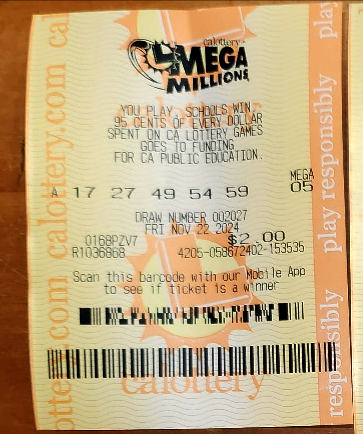 calottery
MEGA
MILLIONS
YOU PLAY. SCHOOLS WIN.
95 CENTS OF EVERY DOLLAR
SPENT ON CA LOTTERY GAMES
GOES TO FUNDING
FOR CA PUBLIC EDUCATION.
MEGA
A 17 27 49 54 59 05
DRAW NUMBER 002027
FRI NOV 22 2024
0168PZV7 $2.00
R1036868 4205-058672402-153535
Scan this barcode with our Mobile App
to see if ticket is a winner
calottery
calottery.com calottery.com
play responsibly